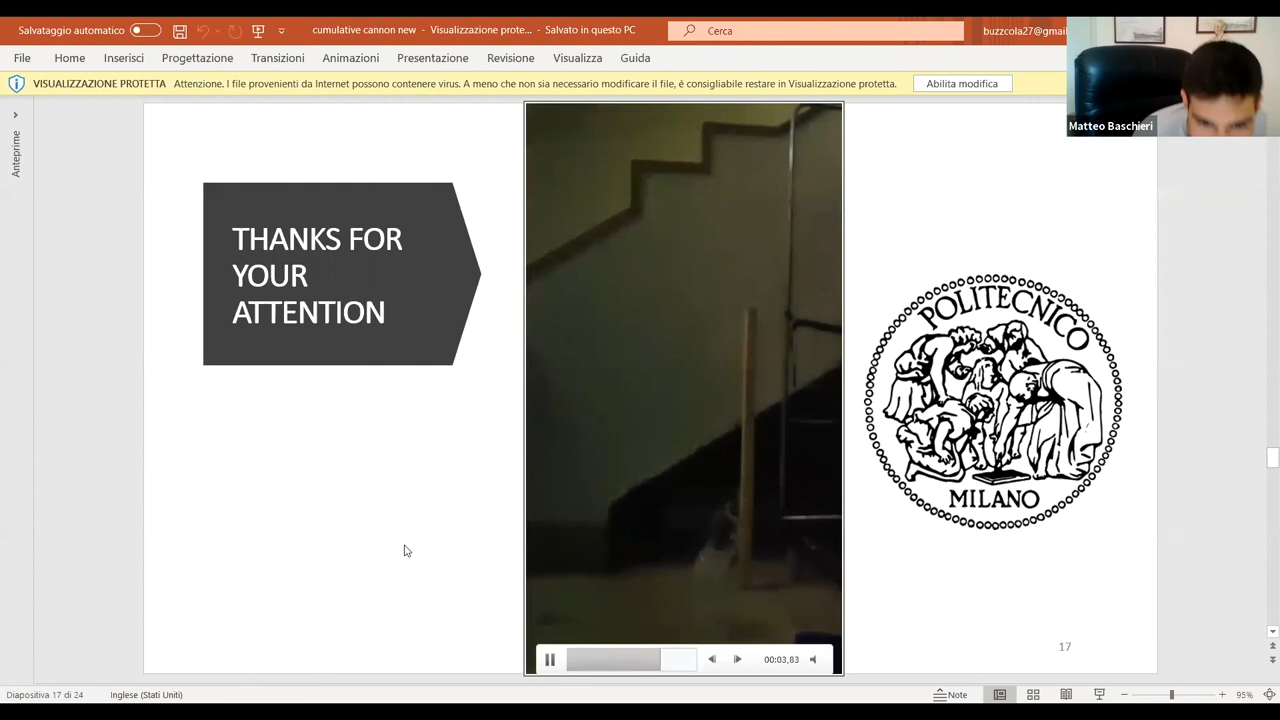 Salvataggio automatico
cumulative cannon new - Visualizzazione prote... - Salvato in questo PC
Cerca
buzzcola27@gmail
File Home Inserisci Progettazione Transizioni Animazioni Presentazione Revisione Visualizza Guida
VISUALIZZAZIONE PROTETTA Attenzione. I file provenienti da Internet possono contenere virus. A meno che non sia necessario modificare il file, è consigliabile restare in Visualizzazione protetta. Abilita modifica
Matteo Baschieri
Anteprime
THANKS FOR
YOUR
ATTENTION
POLITECNICO
MILANO
17
00:03,83
Diapositiva 17 di 24 Inglese (Stati Uniti) Note 95%